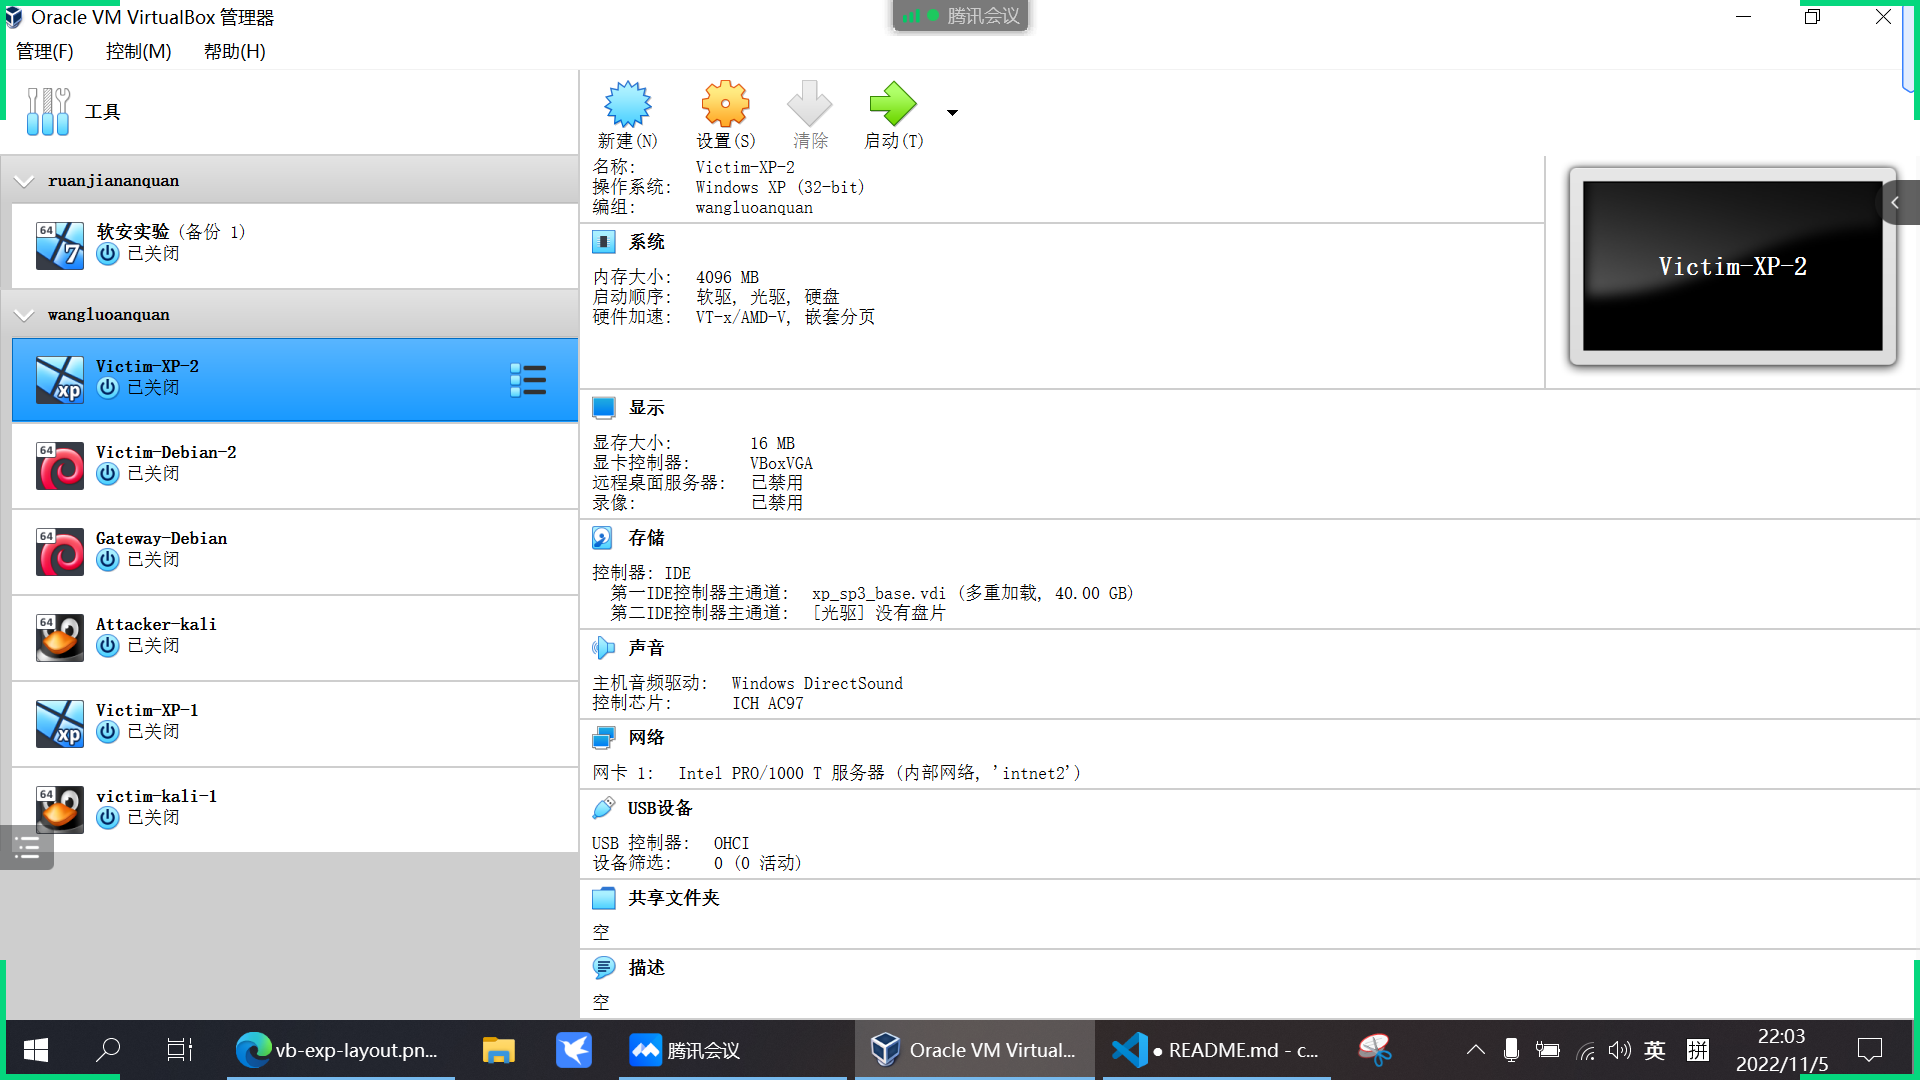 Oracle VM VirtualBox 管理器
腾讯会议
管理(F) 控制(M) 帮助(H)
工具
新建(N) 设置(S) 清除 启动(T)
ruanjiananquan
64
7
软安实验 (备份 1)
已关闭
wangluoanquan
xp
Victim-XP-2
已关闭
64
Victim-Debian-2
已关闭
64
Gateway-Debian
已关闭
64
Attacker-kali
已关闭
xp
Victim-XP-1
已关闭
64
victim-kali-1
已关闭
名称: Victim-XP-2
操作系统: Windows XP (32-bit)
编组: wangluoanquan
系统
内存大小: 4096 MB
启动顺序: 软驱, 光驱, 硬盘
硬件加速: VT-x/AMD-V, 嵌套分页
Victim-XP-2
显示
显存大小: 16 MB
显卡控制器: VBoxVGA
远程桌面服务器: 已禁用
录像: 已禁用
存储
控制器: IDE
第一IDE控制器主通道: xp_sp3_base.vdi (多重加载, 40.00 GB)
第二IDE控制器主通道: [光驱] 没有盘片
声音
主机音频驱动: Windows DirectSound
控制芯片: ICH AC97
网络
网卡 1: Intel PRO/1000 T 服务器 (内部网络, 'intnet2')
USB设备
USB 控制器: OHCI
设备筛选: 0 (0 活动)
共享文件夹
空
描述
空
vb-exp-layout.pn...
腾讯会议
Oracle VM Virtual...
● README.md - c...
英
拼
22:03
2022/11/5